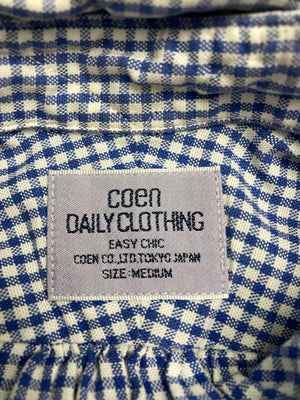 coen
DAILY CLOTHING
EASY CHIC
COEN CO.,LTD.TOKYO JAPAN
SIZE:MEDIUM